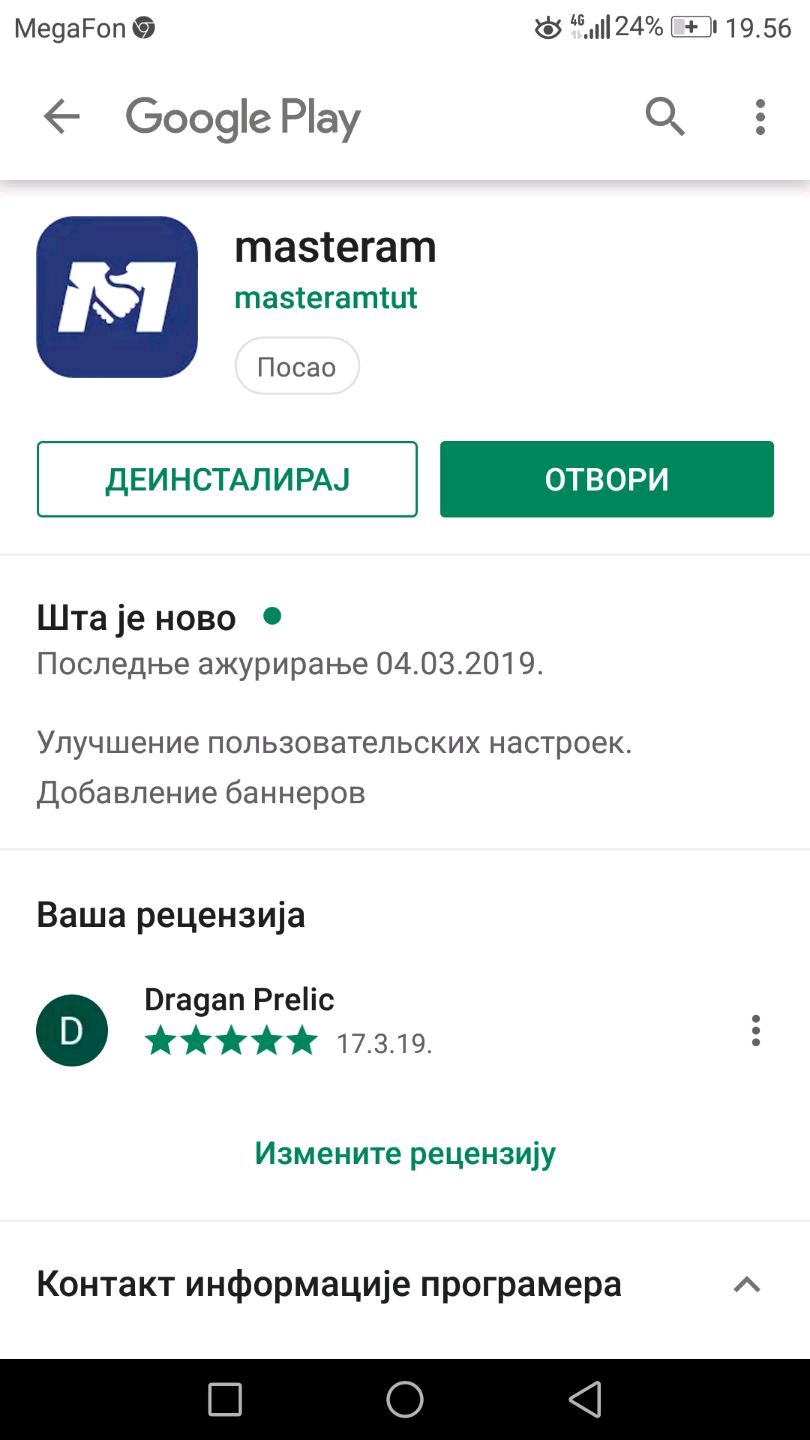 MegaFon 4G 24% 19.56
Google Play
masteram
masteramtut
Посао
ДЕИНСТАЛИРАЈ ОТВОРИ
Шта је ново
Последње ажурирање 04.03.2019.
Улучшение пользовательских настроек.
Добавление баннеров
Ваша рецензија
Dragan Prelic
D 17.3.19.
Измените рецензију
Контакт информације програмера